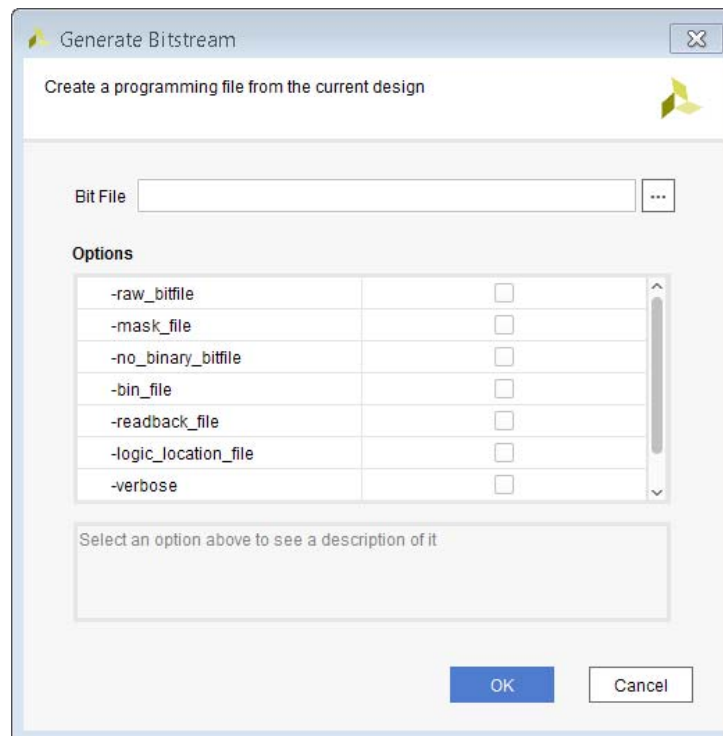 Generate Bitstream
Create a programming file from the current design
Bit File
...
Options
-raw_bitfile
-mask_file
-no_binary_bitfile
-bin_file
-readback_file
-logic_location_file
-verbose
Select an option above to see a description of it
OK Cancel